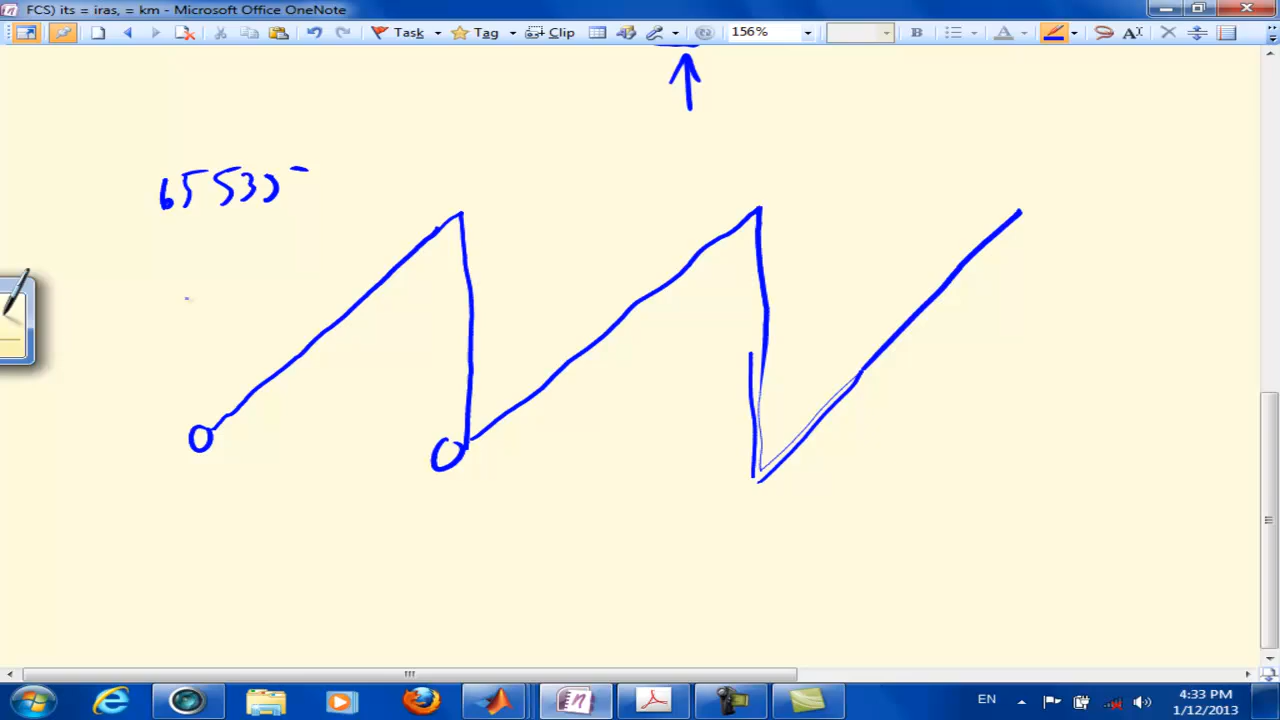 FCS) its = iras, = km - Microsoft Office OneNote
Task Tag Clip 156% B A
65535
0
0
EN 4:33 PM
1/12/2013